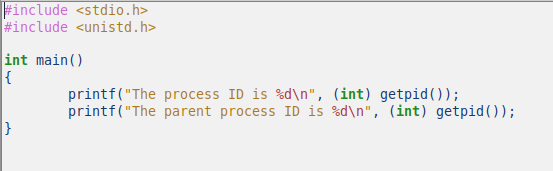 #include <stdio.h>
#include <unistd.h>

int main()
{
        printf("The process ID is %d\n", (int) getpid());
        printf("The parent process ID is %d\n", (int) getpid());
}